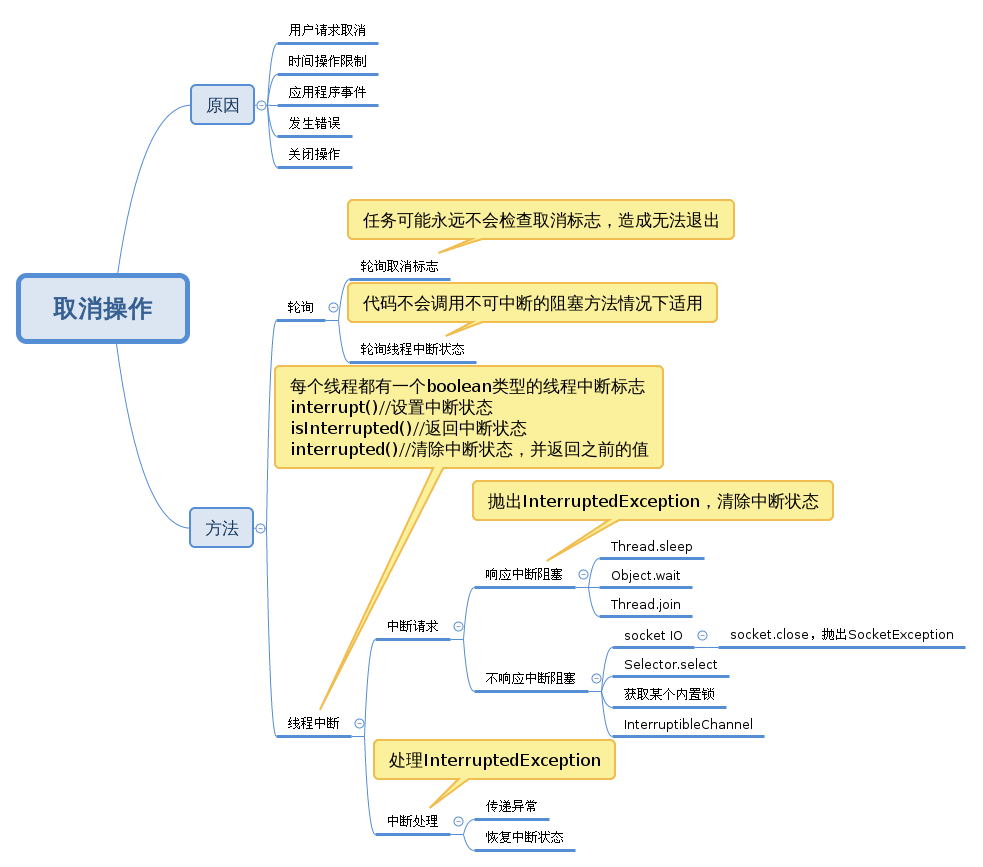 用户请求取消
时间操作限制
原因
应用程序事件
发生错误
关闭操作
任务可能永远不会检查取消标志，造成无法退出
轮询取消标志
取消操作
轮询
代码不会调用不可中断的阻塞方法情况下适用
轮询线程中断状态
每个线程都有一个boolean类型的线程中断标志
interrupt()//设置中断状态
isInterrupted()//返回中断状态
interrupted()//清除中断状态，并返回之前的值
抛出InterruptedException，清除中断状态
方法
Thread.sleep
响应中断阻塞
Object.wait
Thread.join
中断请求
socket IO
socket.close，抛出SocketException
Selector.select
不响应中断阻塞
获取某个内置锁
InterruptibleChannel
线程中断
处理InterruptedException
传递异常
中断处理
恢复中断状态